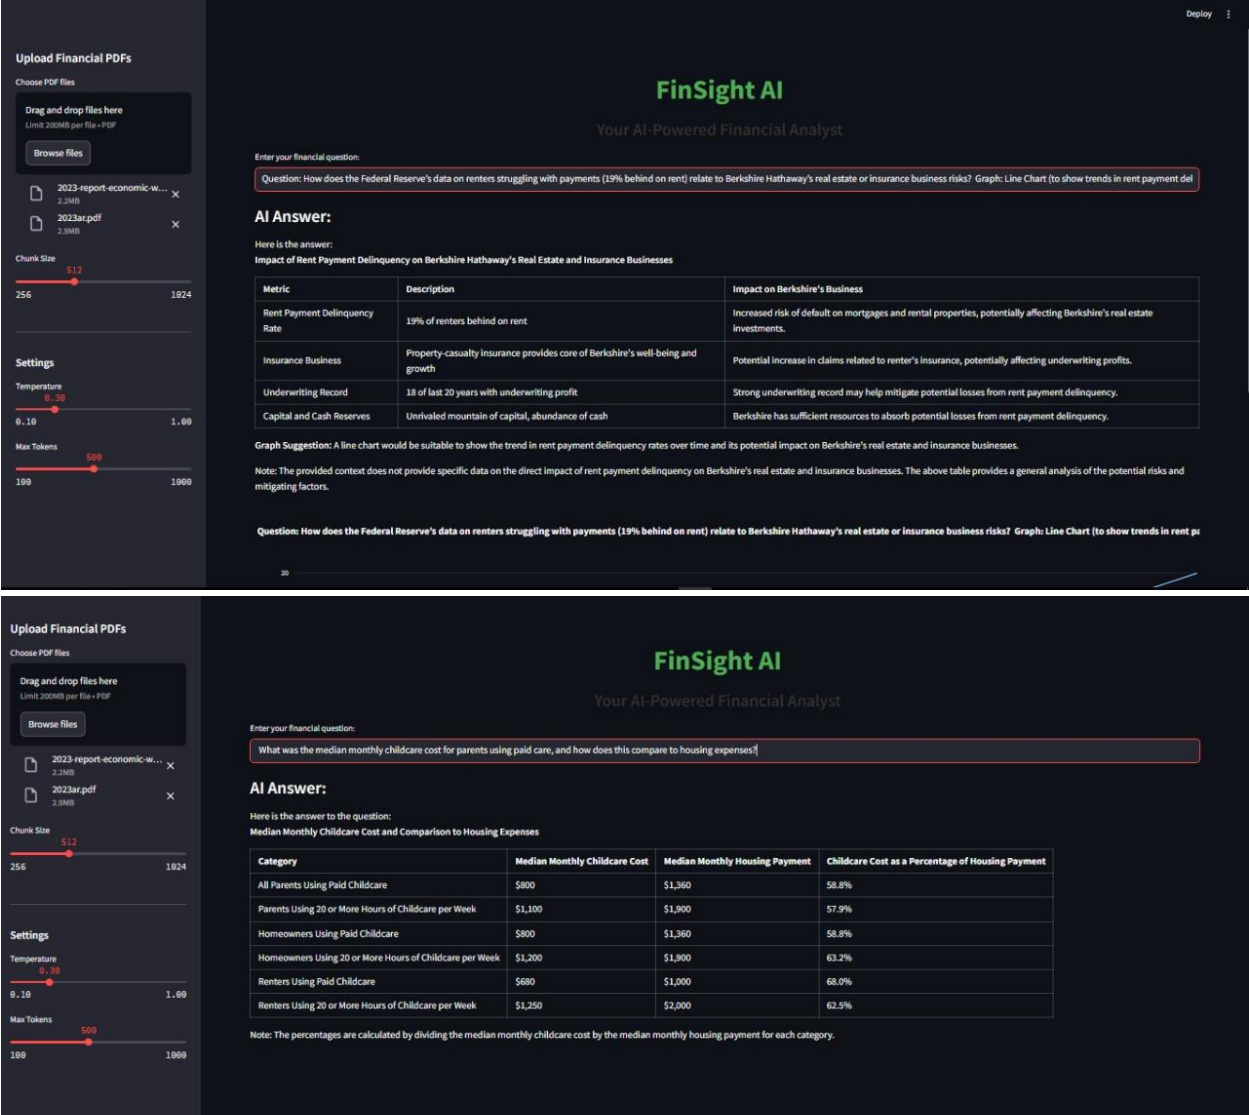 Deploy
Upload Financial PDFs
Choose PDF files
Drag and drop files here
Limit 200MB per file • PDF
Browse files
2023-report-economic-w...
2.2MB
2023ar.pdf
2.9MB
Chunk Size
512
256 1024
Settings
Temperature
0.30
0.10 1.00
Max Tokens
500
100 1000
FinSight AI
Your AI-Powered Financial Analyst
Enter your financial question:
Question: How does the Federal Reserve's data on renters struggling with payments (19% behind on rent) relate to Berkshire Hathaway's real estate or insurance business risks? Graph: Line Chart (to show trends in rent payment del
AI Answer:
Here is the answer:
Impact of Rent Payment Delinquency on Berkshire Hathaway's Real Estate and Insurance Businesses
Metric Description Impact on Berkshire's Business
Rent Payment Delinquency
Rate
19% of renters behind on rent
Increased risk of default on mortgages and rental properties, potentially affecting Berkshire's real estate
investments.
Insurance Business
Property-casualty insurance provides core of Berkshire's well-being and
growth
Potential increase in claims related to renter's insurance, potentially affecting underwriting profits.
Underwriting Record 18 of last 20 years with underwriting profit Strong underwriting record may help mitigate potential losses from rent payment delinquency.
Capital and Cash Reserves Unrivaled mountain of capital, abundance of cash Berkshire has sufficient resources to absorb potential losses from rent payment delinquency.
Graph Suggestion: A line chart would be suitable to show the trend in rent payment delinquency rates over time and its potential impact on Berkshire's real estate and insurance businesses.
Note: The provided context does not provide specific data on the direct impact of rent payment delinquency on Berkshire's real estate and insurance businesses. The above table provides a general analysis of the potential risks and
mitigating factors.
Question: How does the Federal Reserve's data on renters struggling with payments (19% behind on rent) relate to Berkshire Hathaway's real estate or insurance business risks? Graph: Line Chart (to show trends in rent pa
20
Upload Financial PDFs
Choose PDF files
Drag and drop files here
Limit 200MB per file • PDF
Browse files
2023-report-economic-w...
2.2MB
2023ar.pdf
2.9MB
Chunk Size
512
256 1024
Settings
Temperature
0.30
0.10 1.00
Max Tokens
500
100 1000
FinSight AI
Your AI-Powered Financial Analyst
Enter your financial question:
What was the median monthly childcare cost for parents using paid care, and how does this compare to housing expenses?
AI Answer:
Here is the answer to the question:
Median Monthly Childcare Cost and Comparison to Housing Expenses
Category Median Monthly Childcare Cost Median Monthly Housing Payment Childcare Cost as a Percentage of Housing Payment
All Parents Using Paid Childcare $800 $1,360 58.8%
Parents Using 20 or More Hours of Childcare per Week $1,100 $1,900 57.9%
Homeowners Using Paid Childcare $800 $1,360 58.8%
Homeowners Using 20 or More Hours of Childcare per Week $1,200 $1,900 63.2%
Renters Using Paid Childcare $680 $1,000 68.0%
Renters Using 20 or More Hours of Childcare per Week $1,250 $2,000 62.5%
Note: The percentages are calculated by dividing the median monthly childcare cost by the median monthly housing payment for each category.